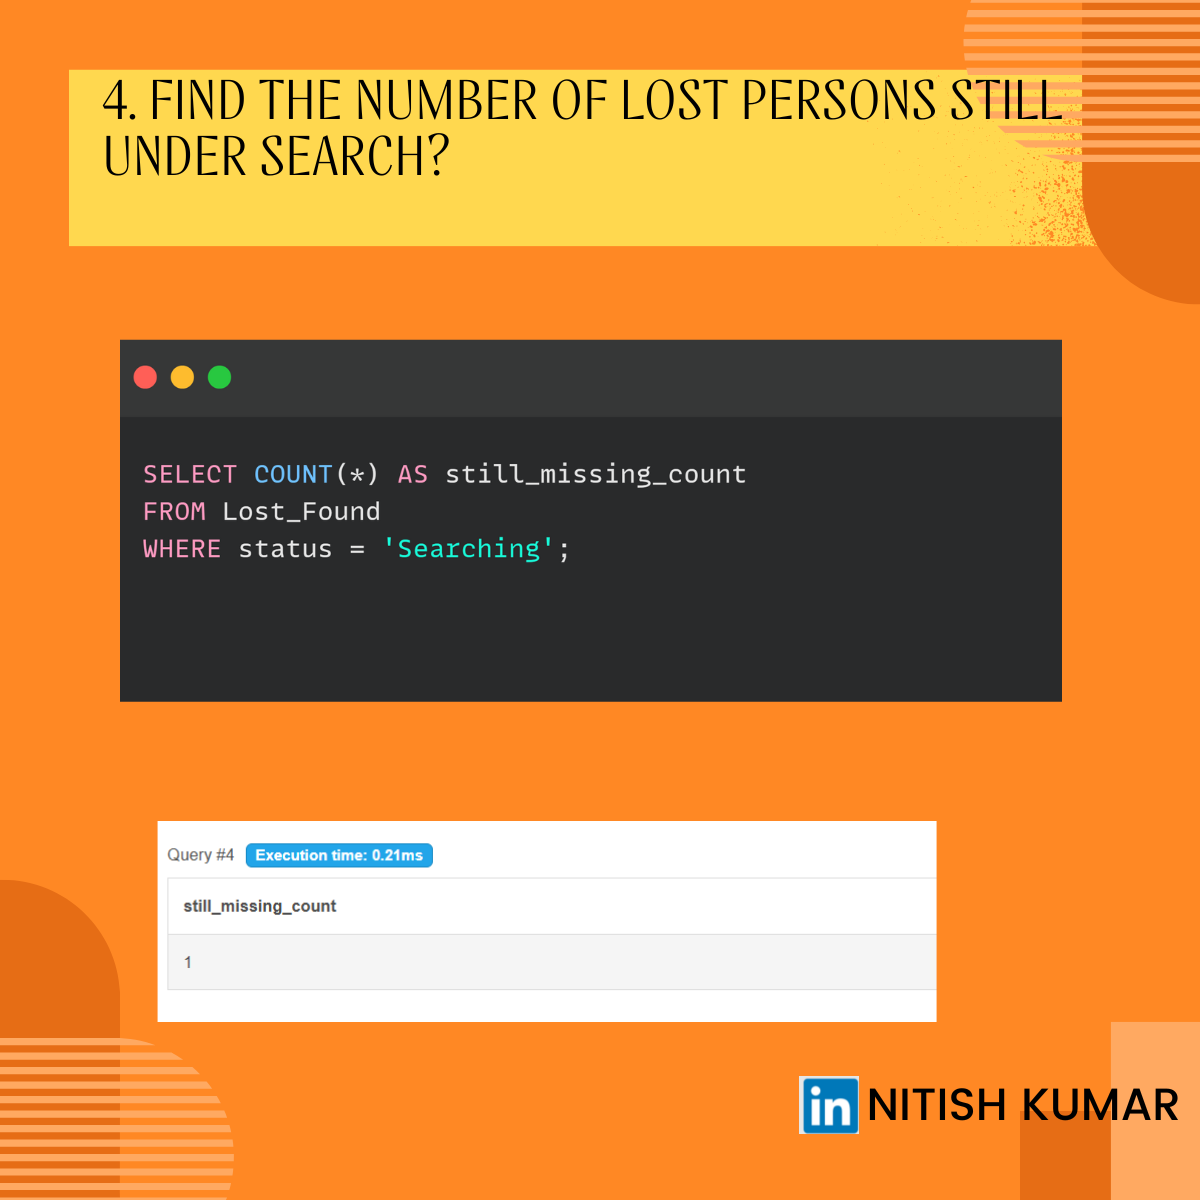 4. FIND THE NUMBER OF LOST PERSONS STILL
UNDER SEARCH?
SELECT COUNT(*) AS still_missing_count
FROM Lost_Found
WHERE status = 'Searching';
Query #4 Execution time: 0.21ms
still_missing_count
1
in NITISH KUMAR